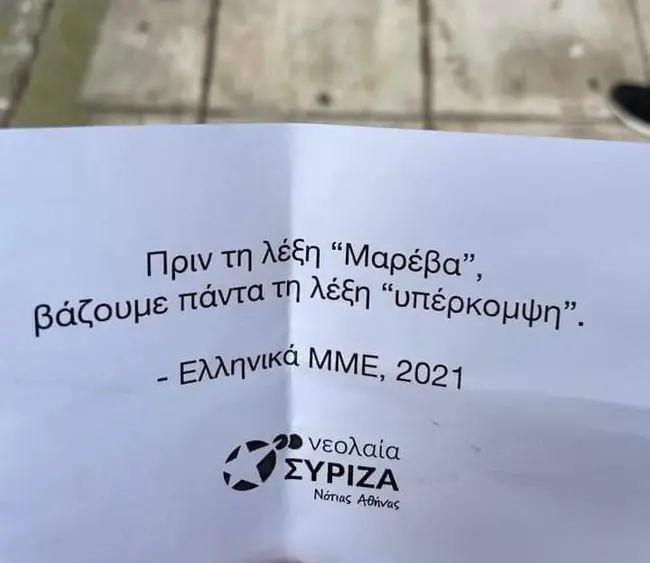 Πριν τη λέξη “Μαρέβα”,
βάζουμε πάντα τη λέξη “υπέρκομψη”.
- Ελληνικά ΜΜΕ, 2021
νεολαία
ΣΥΡΙΖΑ
Νότιας Αθήνας